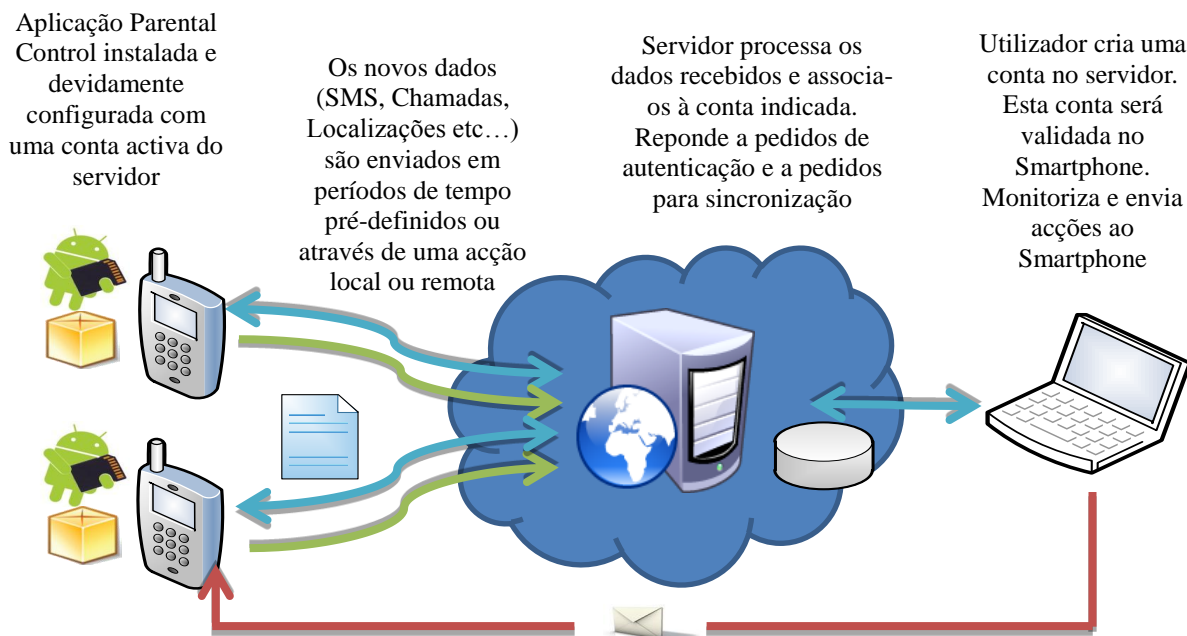 Aplicação Parental
Control instalada e
devidamente
configurada com
uma conta activa do
servidor
Os novos dados
(SMS, Chamadas,
Localizações etc…)
são enviados em
períodos de tempo
pré-definidos ou
através de uma acção
local ou remota
Servidor processa os
dados recebidos e associa-
os à conta indicada.
Reponde a pedidos de
autenticação e a pedidos
para sincronização
Utilizador cria uma
conta no servidor.
Esta conta será
validada no
Smartphone.
Monitoriza e envia
acções ao
Smartphone